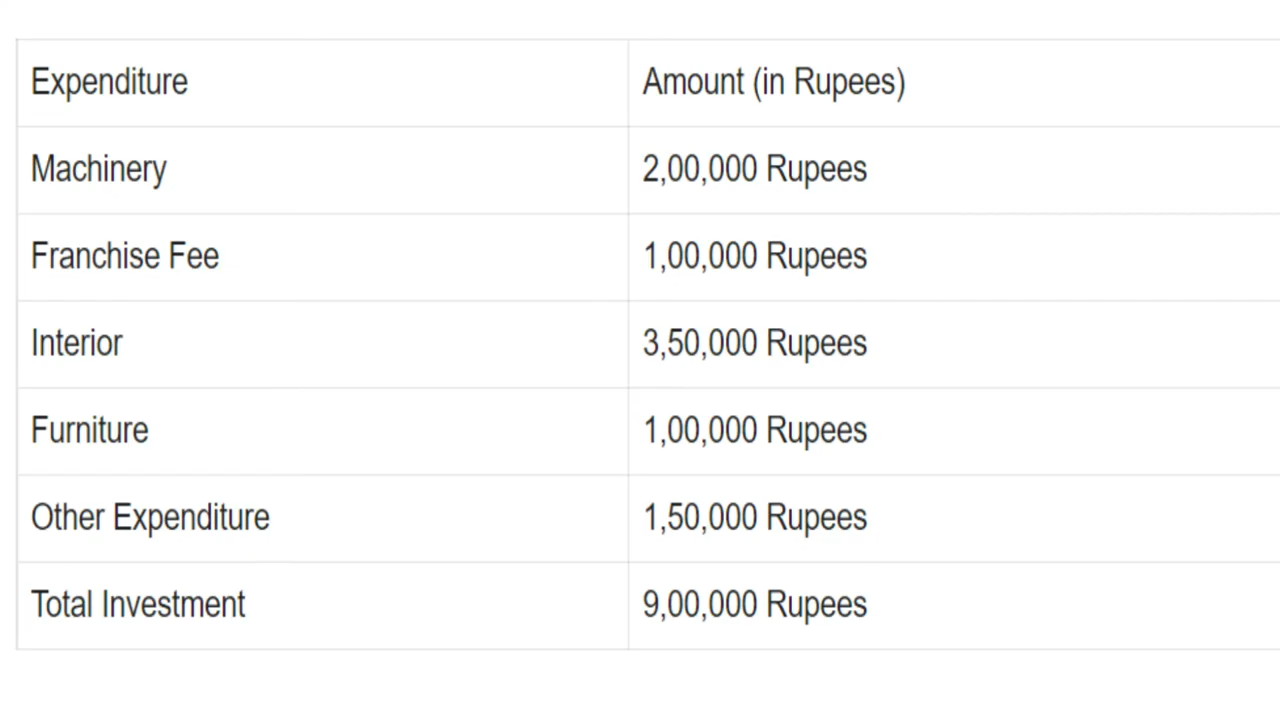 Expenditure Amount (in Rupees)
Machinery 2,00,000 Rupees
Franchise Fee 1,00,000 Rupees
Interior 3,50,000 Rupees
Furniture 1,00,000 Rupees
Other Expenditure 1,50,000 Rupees
Total Investment 9,00,000 Rupees